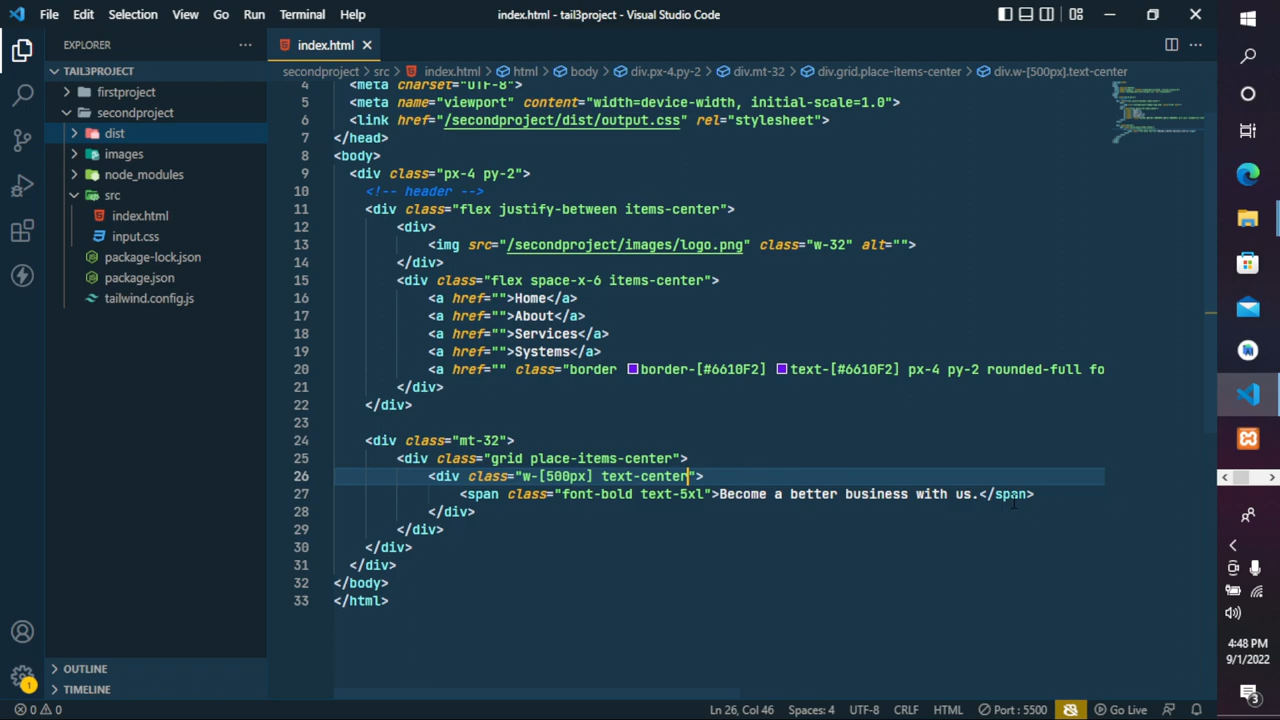 File Edit Selection View Go Run Terminal Help
index.html - tail3project - Visual Studio Code
EXPLORER
index.html
TAIL3PROJECT
firstproject
secondproject
dist
images
node_modules
src
index.html
input.css
package-lock.json
package.json
tailwind.config.js
OUTLINE
TIMELINE
secondproject > src > index.html > html > body > div.px-4.py-2 > div.mt-32 > div.grid.place-items-center > div.w-[500px].text-center
4 <meta charset="UTF-8">
5 <meta name="viewport" content="width=device-width, initial-scale=1.0">
6 <link href="/secondproject/dist/output.css" rel="stylesheet">
7 </head>
8 <body>
9 <div class="px-4 py-2">
10 <!-- header -->
11 <div class="flex justify-between items-center">
12 <div>
13 <img src="/secondproject/images/logo.png" class="w-32" alt="">
14 </div>
15 <div class="flex space-x-6 items-center">
16 <a href="">Home</a>
17 <a href="">About</a>
18 <a href="">Services</a>
19 <a href="">Systems</a>
20 <a href="" class="border border-[#6610F2] text-[#6610F2] px-4 py-2 rounded-full fo
21 </div>
22 </div>
23
24 <div class="mt-32">
25 <div class="grid place-items-center">
26 <div class="w-[500px] text-center">
27 <span class="font-bold text-5xl">Become a better business with us.</span>
28 </div>
29 </div>
30 </div>
31 </div>
32 </body>
33 </html>
0 0
Ln 26, Col 46 Spaces: 4 UTF-8 CRLF HTML Port : 5500 Go Live
1
4:48 PM
9/1/2022
3